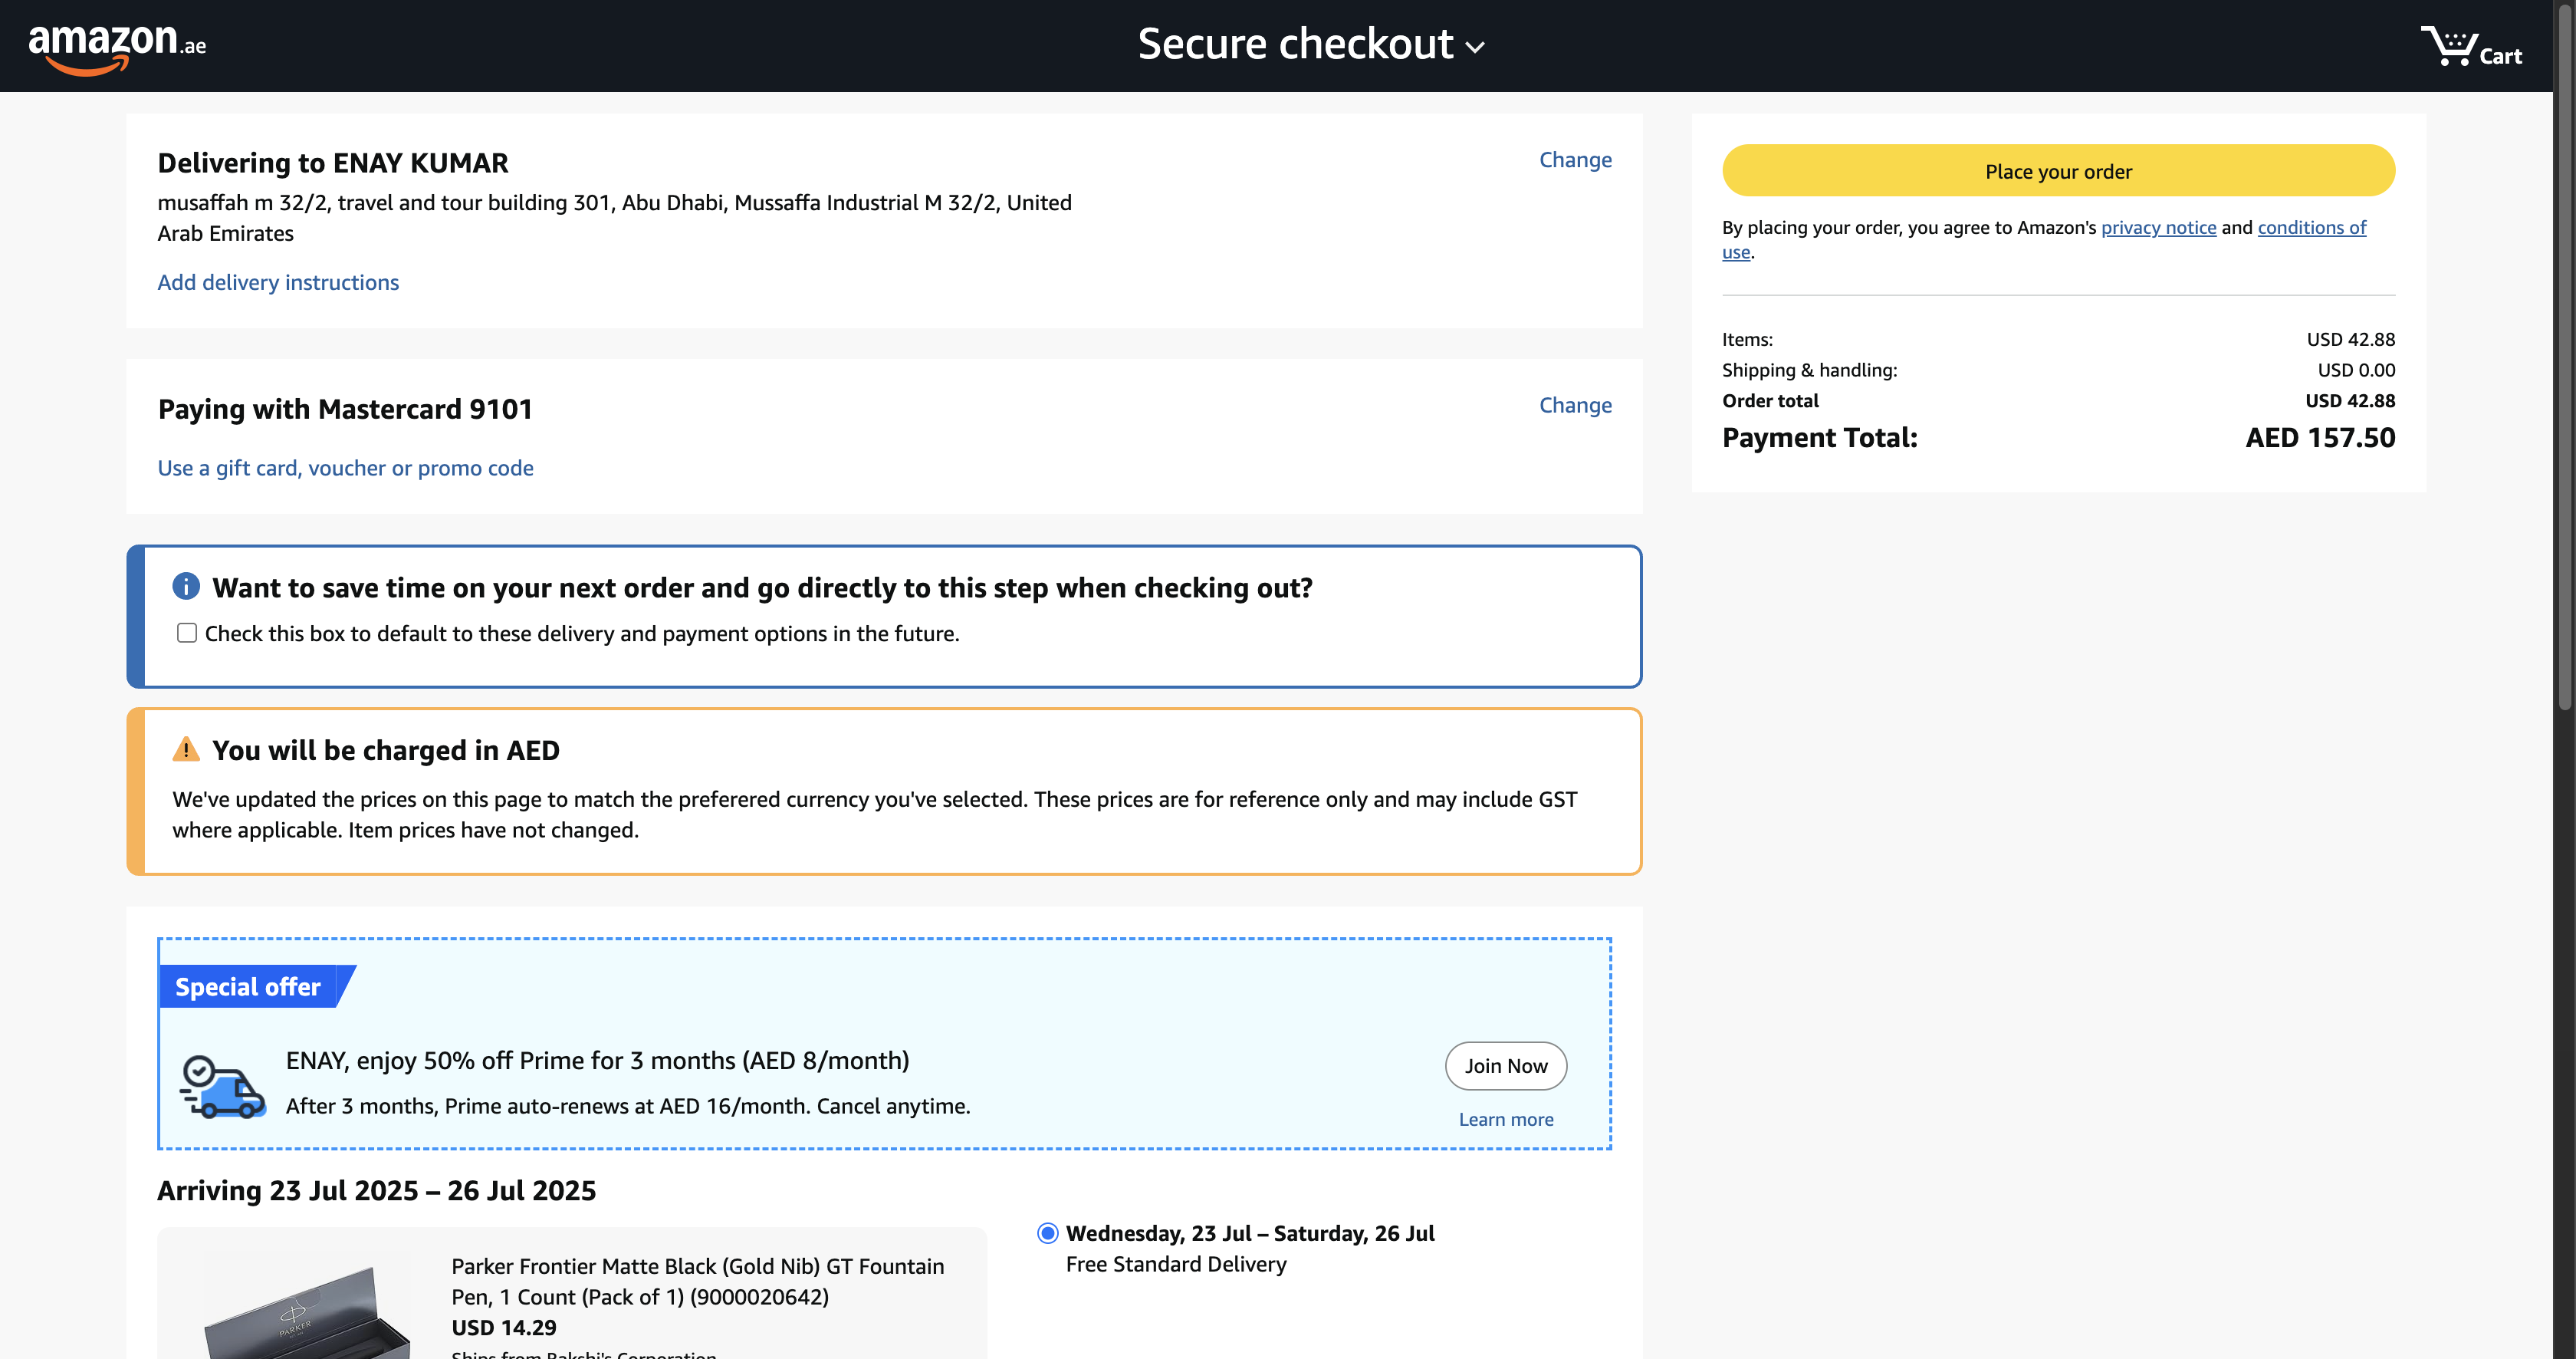 amazon.ae
Secure checkout
Cart
Delivering to ENAY KUMAR
Change
musaffah m 32/2, travel and tour building 301, Abu Dhabi, Mussaffa Industrial M 32/2, United
Arab Emirates
Add delivery instructions
Paying with Mastercard 9101
Change
Use a gift card, voucher or promo code
Want to save time on your next order and go directly to this step when checking out?
Check this box to default to these delivery and payment options in the future.
You will be charged in AED
We've updated the prices on this page to match the preferered currency you've selected. These prices are for reference only and may include GST
where applicable. Item prices have not changed.
Special offer
ENAY, enjoy 50% off Prime for 3 months (AED 8/month)
After 3 months, Prime auto-renews at AED 16/month. Cancel anytime.
Join Now
Learn more
Arriving 23 Jul 2025 – 26 Jul 2025
PARKER
Parker Frontier Matte Black (Gold Nib) GT Fountain
Pen, 1 Count (Pack of 1) (9000020642)
USD 14.29
Ships from Bakshi's Corporation
Wednesday, 23 Jul – Saturday, 26 Jul
Free Standard Delivery
Place your order
By placing your order, you agree to Amazon's privacy notice and conditions of
use.
Items: USD 42.88
Shipping & handling: USD 0.00
Order total USD 42.88
Payment Total: AED 157.50